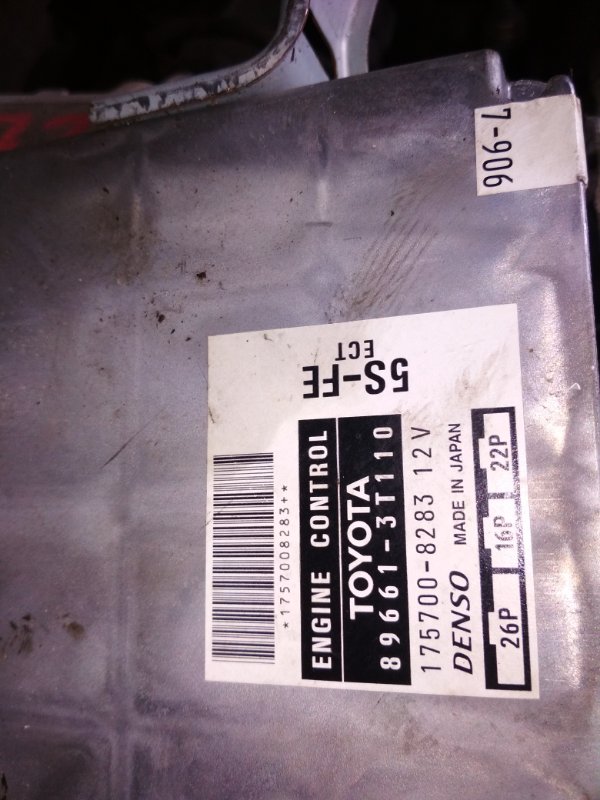 906-L
5S-FE
ECT
ENGINE CONTROL
TOYOTA
89661-3T110
175700-8283 12V
DENSO MADE IN JAPAN
26P 16P 22P
*1757008283+*